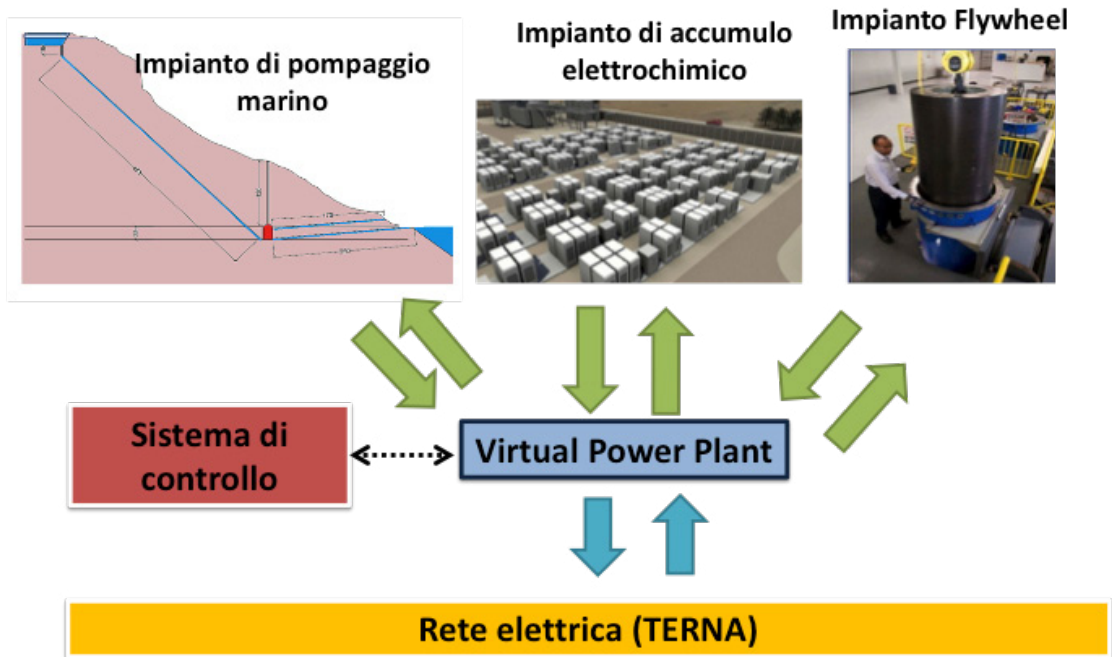 Impianto di pompaggio
marino
Impianto di accumulo
elettrochimico
Impianto Flywheel
Sistema di
controllo
Virtual Power Plant
Rete elettrica (TERNA)